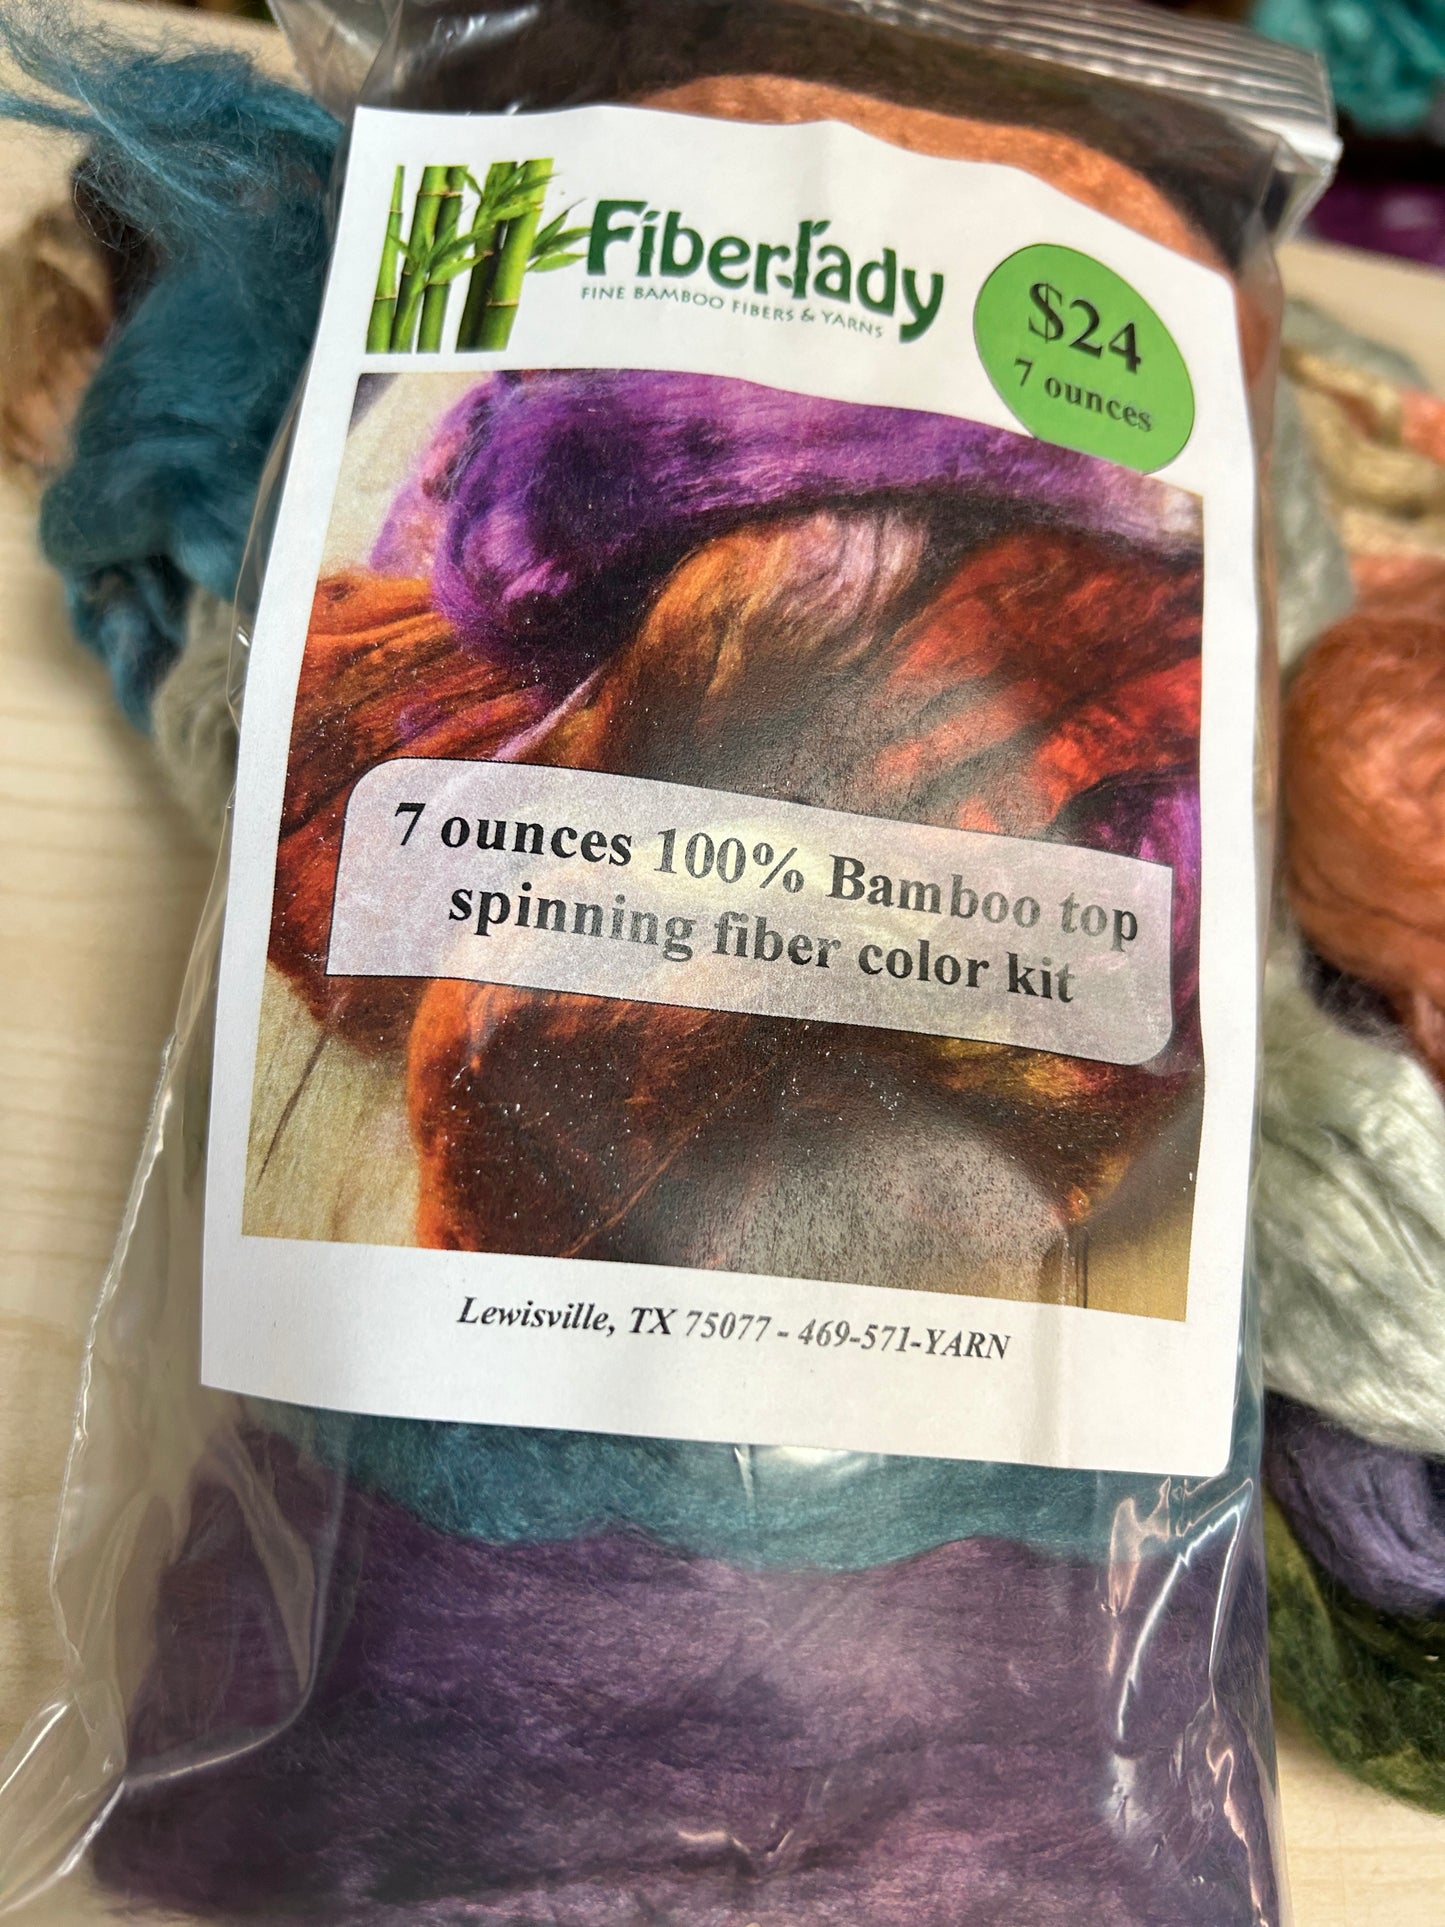 FiberLady
FINE BAMBOO FIBERS & YARNS
$24
7 ounces
7 ounces 100% Bamboo top
spinning fiber color kit
Lewisville, TX 75077 - 469-571-YARN